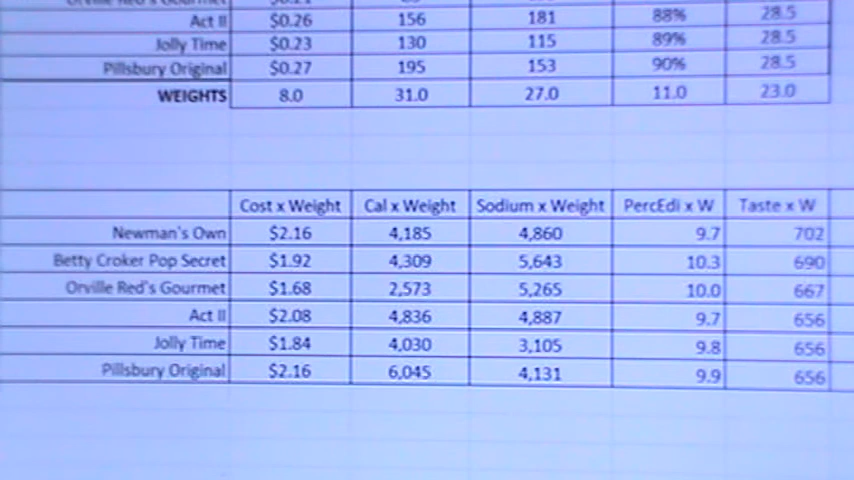 Act II $0.26 156 181 88% 28.5
Jolly Time $0.23 130 115 89% 28.5
Pillsbury Original $0.27 195 153 90% 28.5
WEIGHTS 8.0 31.0 27.0 11.0 23.0
Cost x Weight Cal x Weight Sodium x Weight PercEdi x W Taste x W
Newman's Own $2.16 4,185 4,860 9.7 702
Betty Croker Pop Secret $1.92 4,309 5,643 10.3 690
Orville Red's Gourmet $1.68 2,573 5,265 10.0 667
Act II $2.08 4,836 4,887 9.7 656
Jolly Time $1.84 4,030 3,105 9.8 656
Pillsbury Original $2.16 6,045 4,131 9.9 656